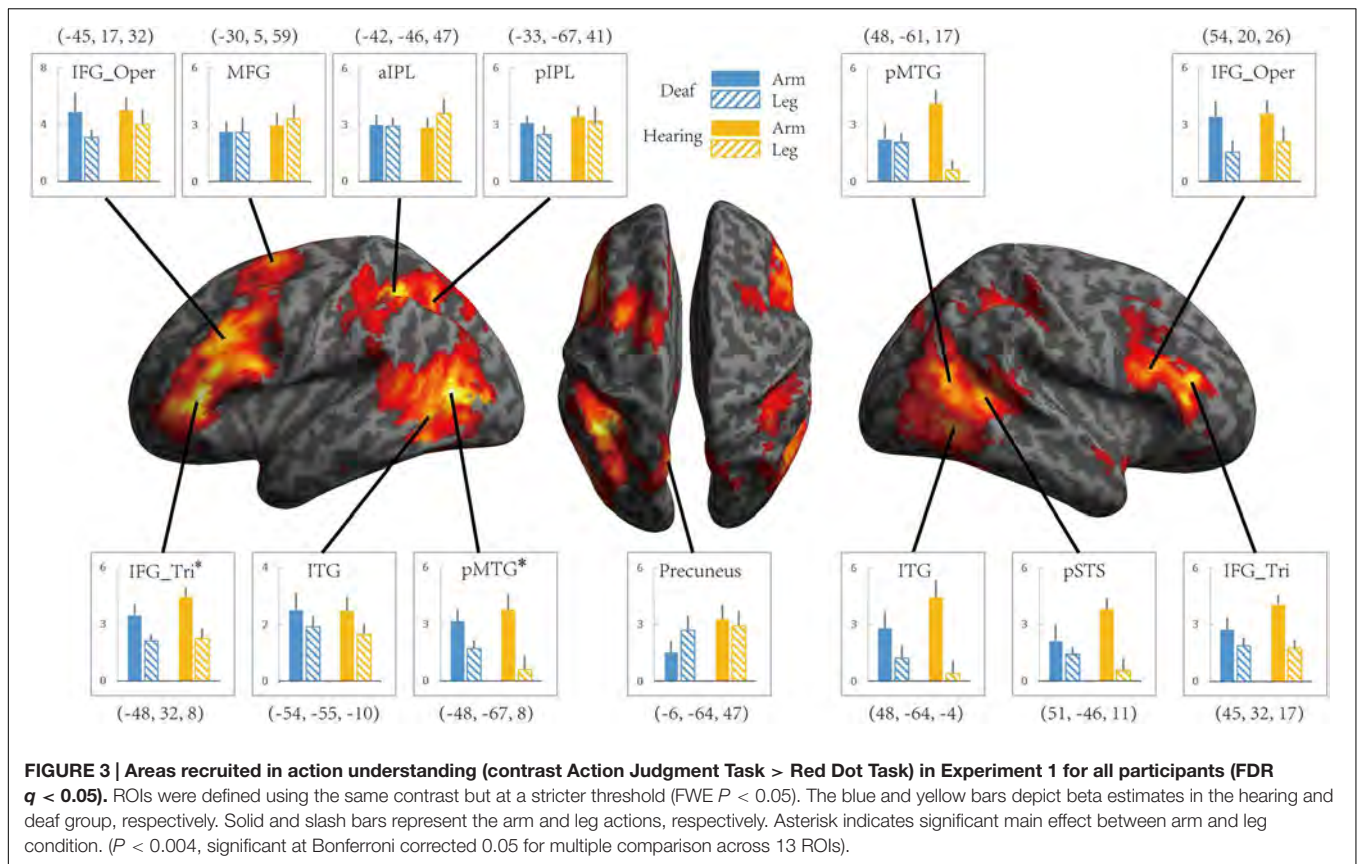 (-45, 17, 32) (-30, 5, 59) (-42, -46, 47) (-33, -67, 41) (48, -61, 17) (54, 20, 26)
IFG_Oper
8
4
0
MFG
6
3
0
aIPL
6
3
0
pIPL
6
3
0
Deaf Arm
Leg
Hearing Arm
Leg
pMTG
6
3
0
IFG_Oper
6
3
0
IFG_Tri*
6
3
0
ITG
4
2
0
pMTG*
6
3
0
Precuneus
6
3
0
ITG
6
3
0
pSTS
6
3
0
IFG_Tri
6
3
0
(-48, 32, 8) (-54, -55, -10) (-48, -67, 8) (-6, -64, 47) (48, -64, -4) (51, -46, 11) (45, 32, 17)
FIGURE 3 | Areas recruited in action understanding (contrast Action Judgment Task > Red Dot Task) in Experiment 1 for all participants (FDR
q < 0.05). ROIs were defined using the same contrast but at a stricter threshold (FWE P < 0.05). The blue and yellow bars depict beta estimates in the hearing and
deaf group, respectively. Solid and slash bars represent the arm and leg actions, respectively. Asterisk indicates significant main effect between arm and leg
condition. (P < 0.004, significant at Bonferroni corrected 0.05 for multiple comparison across 13 ROIs).